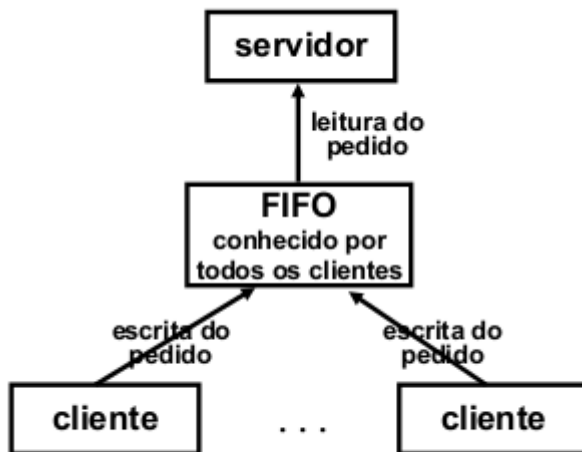 servidor
leitura do
pedido
FIFO
conhecido por
todos os clientes
escrita do
pedido
escrita do
pedido
cliente
. . .
cliente